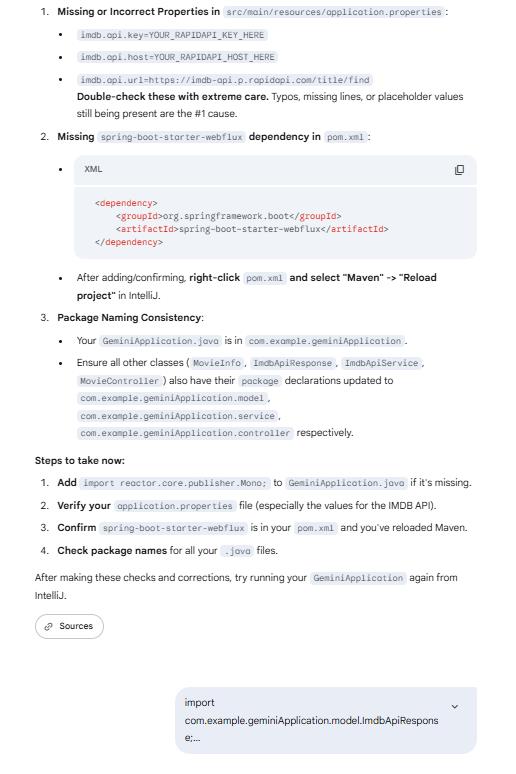 1. Missing or Incorrect Properties in src/main/resources/application.properties:
• imdb.api.key=YOUR_RAPIDAPI_KEY_HERE
• imdb.api.host=YOUR_RAPIDAPI_HOST_HERE
• imdb.api.url=https://imdb-api.p.rapidapi.com/title/find
Double-check these with extreme care. Typos, missing lines, or placeholder values
still being present are the #1 cause.
2. Missing spring-boot-starter-webflux dependency in pom.xml:
•
XML
<dependency>
    <groupId>org.springframework.boot</groupId>
    <artifactId>spring-boot-starter-webflux</artifactId>
</dependency>
• After adding/confirming, right-click pom.xml and select "Maven" -> "Reload
project" in IntelliJ.
3. Package Naming Consistency:
• Your GeminiApplication.java is in com.example.geminiApplication.
• Ensure all other classes (MovieInfo, ImdbApiResponse, ImdbApiService,
MovieController) also have their package declarations updated to
com.example.geminiApplication.model,
com.example.geminiApplication.service,
com.example.geminiApplication.controller respectively.
Steps to take now:
1. Add import reactor.core.publisher.Mono; to GeminiApplication.java if it's missing.
2. Verify your application.properties file (especially the values for the IMDB API).
3. Confirm spring-boot-starter-webflux is in your pom.xml and you've reloaded Maven.
4. Check package names for all your .java files.
After making these checks and corrections, try running your GeminiApplication again from
IntelliJ.
Sources
import
com.example.geminiApplication.model.ImdbApiRespons
e;...